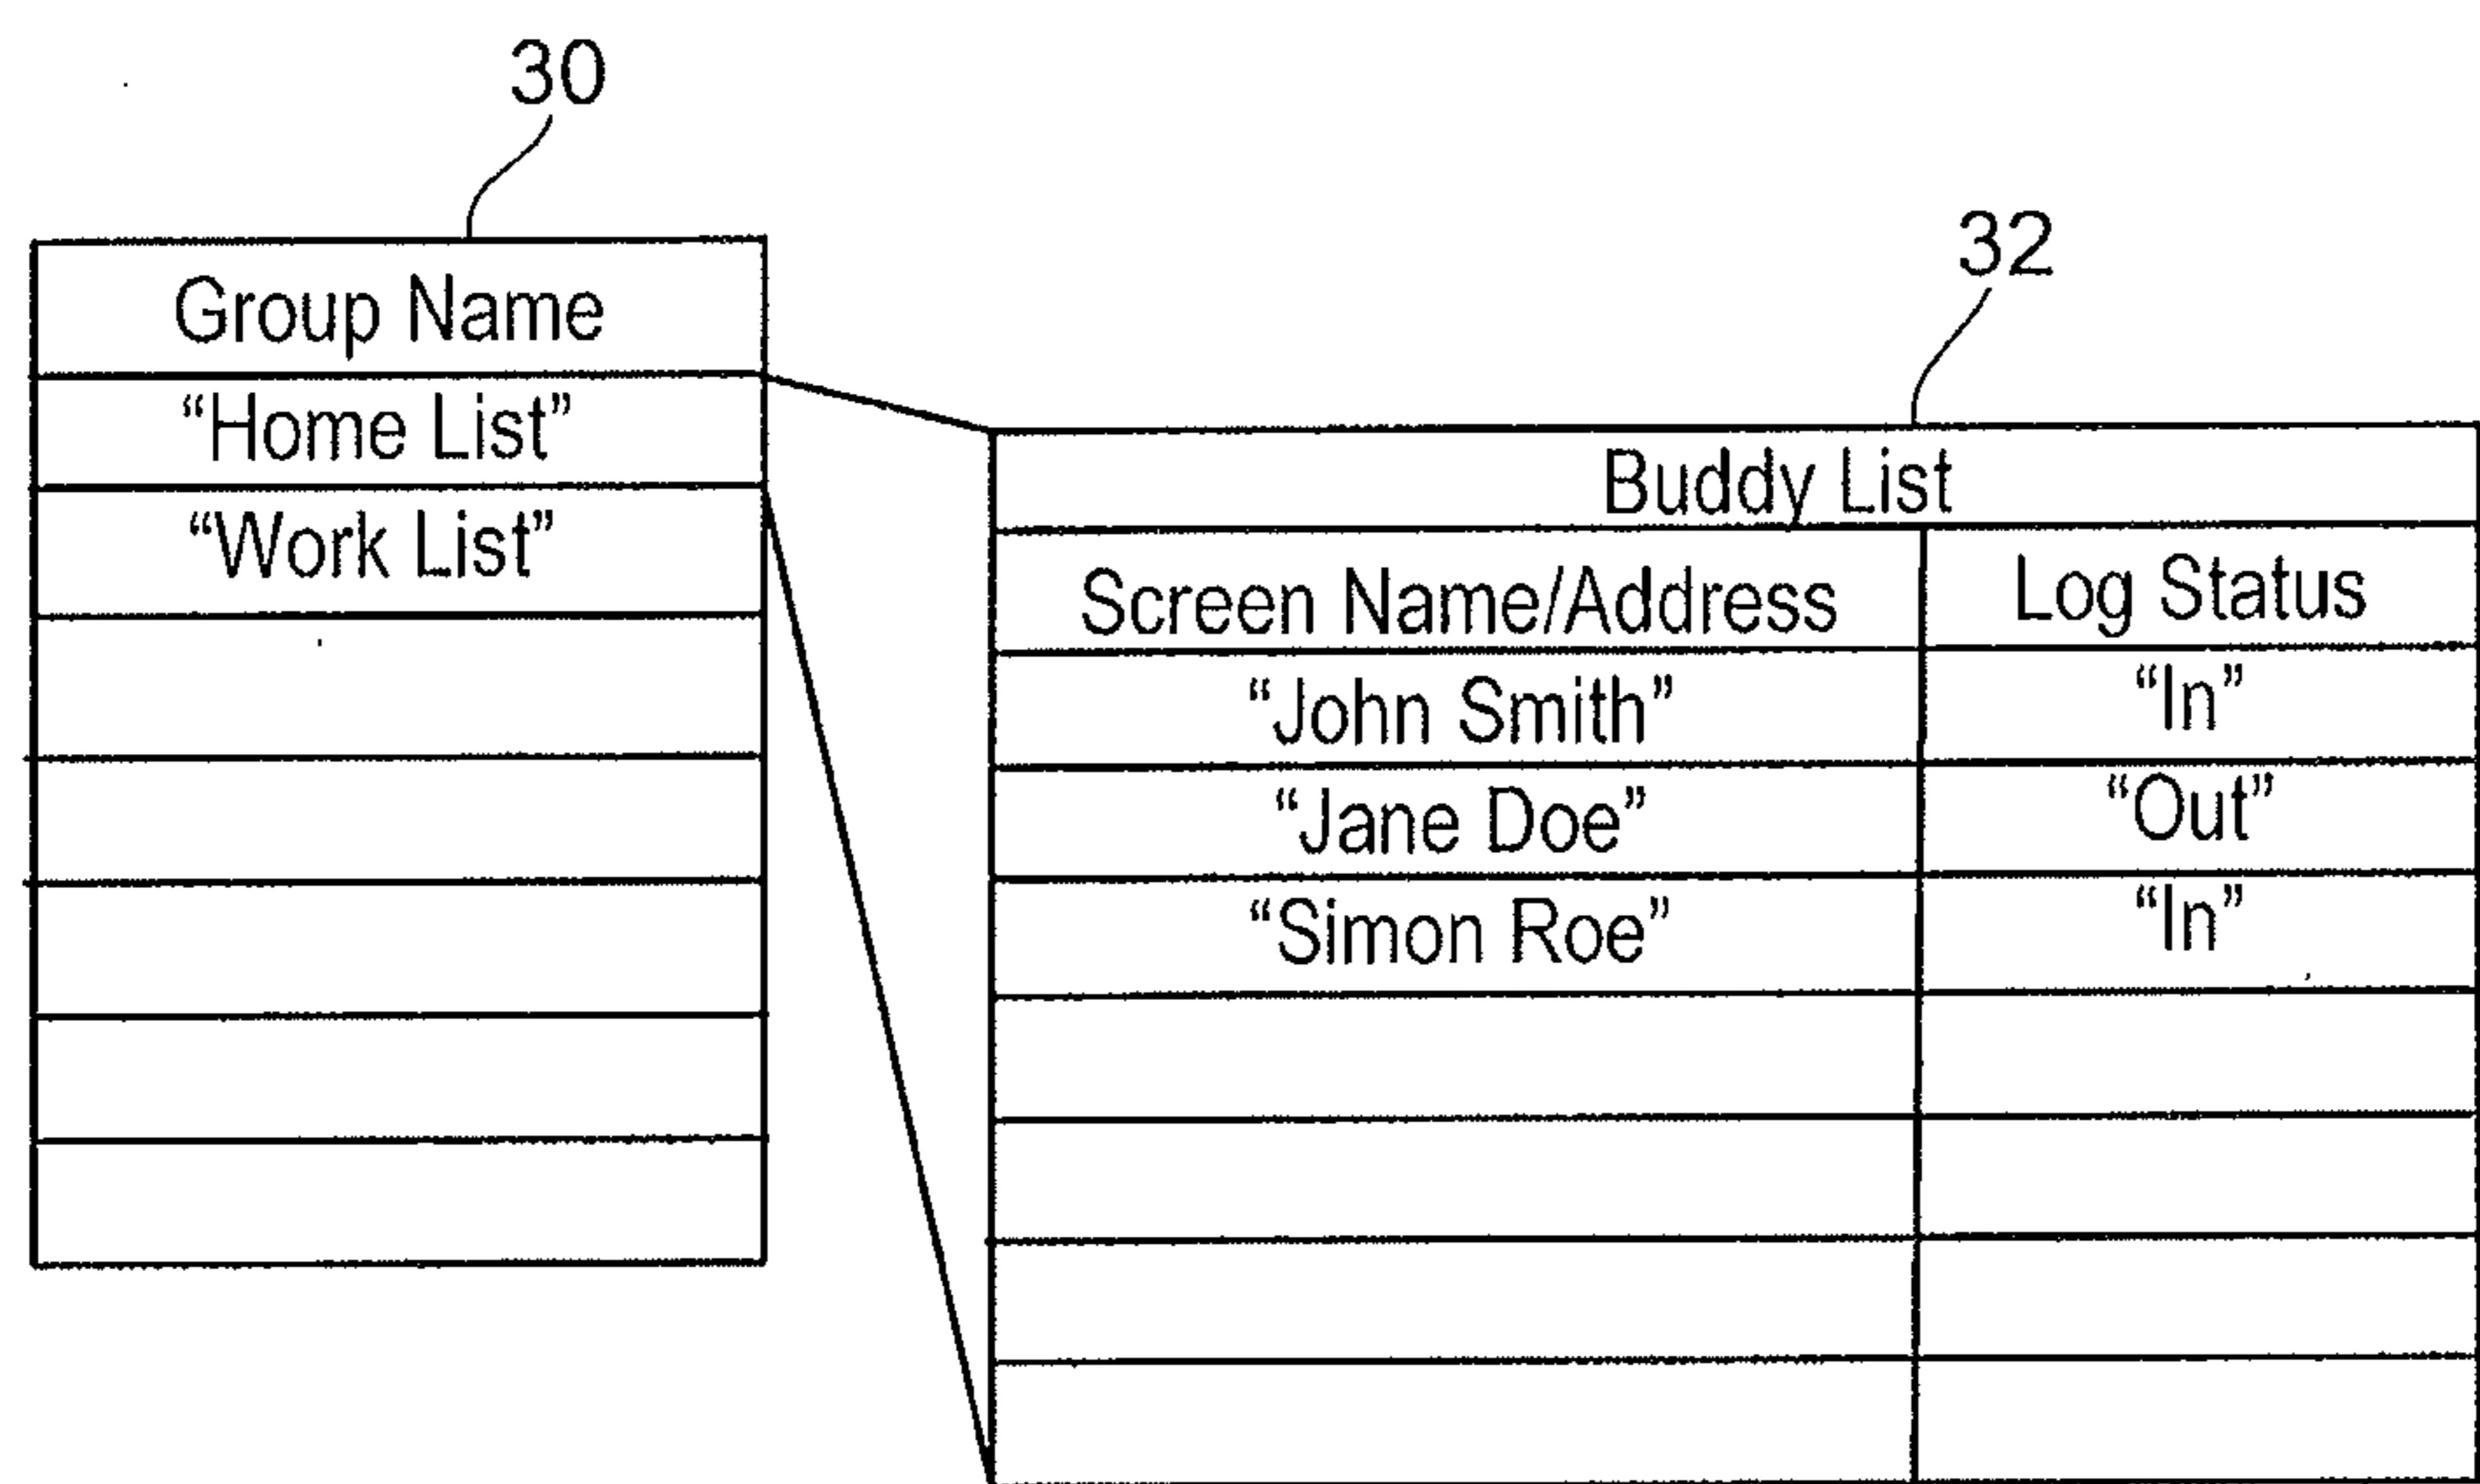 30
Group Name
“Home List”
“Work List”
32
Buddy List
Screen Name/Address Log Status
“John Smith” “In”
“Jane Doe” “Out”
“Simon Roe” “In”